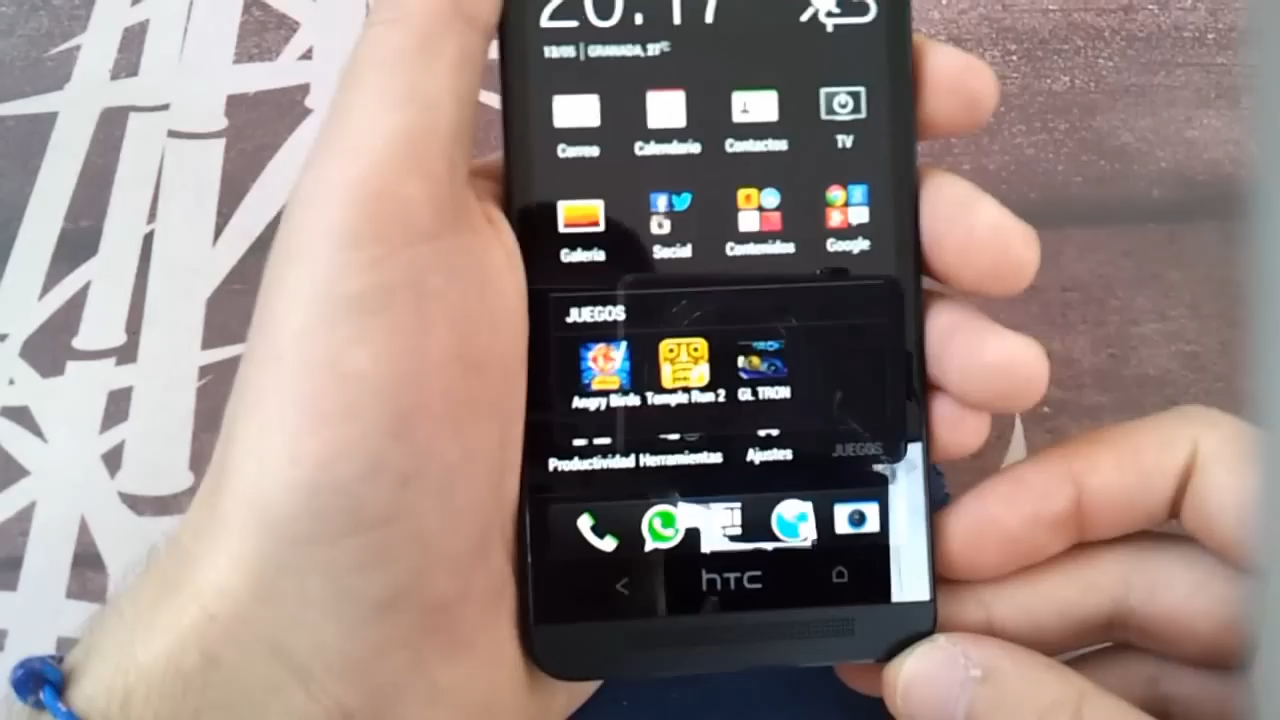 20:17
13/05 | GRANADA, 27°C
Correo Calendario Contactos TV
Galería Social Contenidos Google
JUEGOS
Angry Birds Temple Run 2 GL TRON
Productividad Herramientas Ajustes JUEGOS
hTC